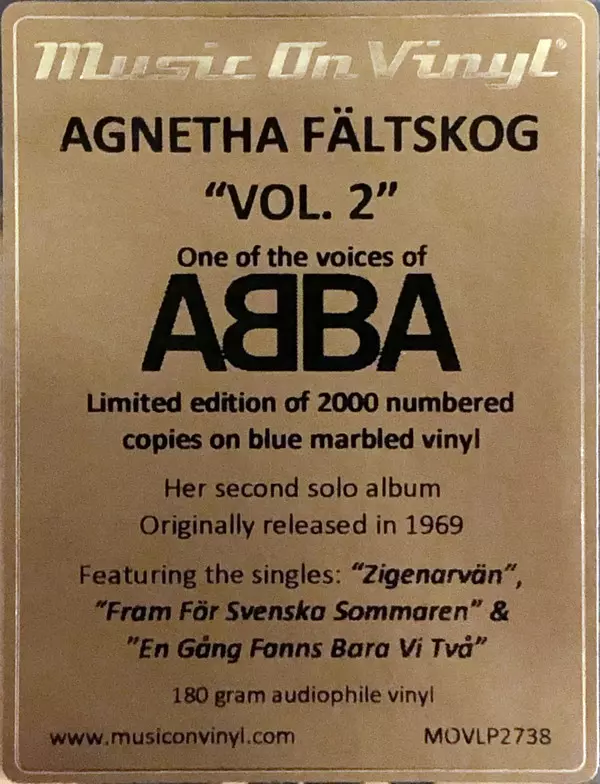 Music On Vinyl®
AGNETHA FÄLTSKOG
“VOL. 2”
One of the voices of
ABBA
Limited edition of 2000 numbered
copies on blue marbled vinyl
Her second solo album
Originally released in 1969
Featuring the singles: “Zigenarvän”,
“Fram För Svenska Sommaren” &
”En Gång Fanns Bara Vi Två”
180 gram audiophile vinyl
www.musiconvinyl.com MOVLP2738